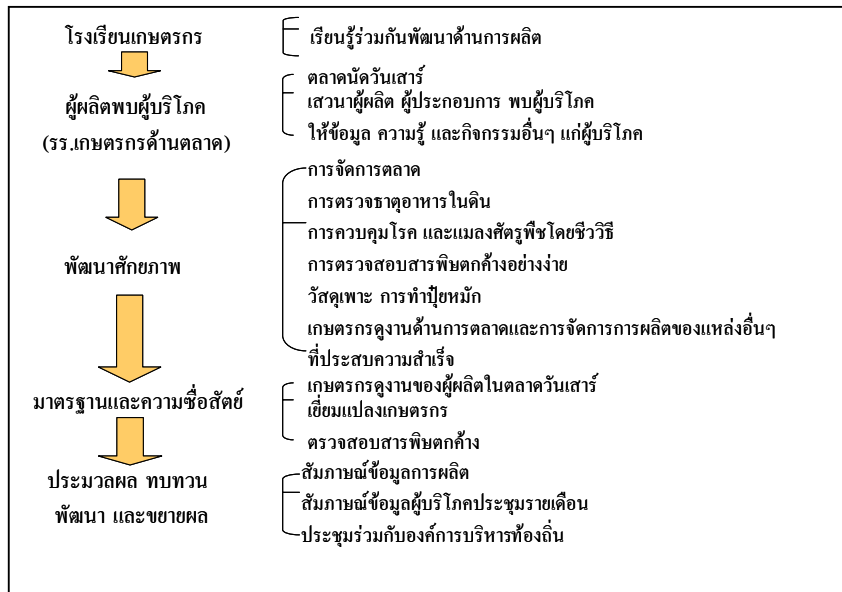 โรงเรียนเกษตรกร
เรียนรู้ร่วมกันพัฒนาด้านการผลิต
ผู้ผลิตพบผู้บริโภค
(รร.เกษตรกรด้านตลาด)
ตลาดนัดวันเสาร์
เสวนาผู้ผลิต ผู้ประกอบการ พบผู้บริโภค
ให้ข้อมูล ความรู้ และกิจกรรมอื่นๆ แก่ผู้บริโภค
พัฒนาศักยภาพ
การจัดการตลาด
การตรวจธาตุอาหารในดิน
การควบคุมโรค และแมลงศัตรูพืชโดยชีววิธี
การตรวจสอบสารพิษตกค้างอย่างง่าย
วัสดุเพาะ การทำปุ๋ยหมัก
เกษตรกรดูงานด้านการตลาดและการจัดการการผลิตของแหล่งอื่นๆ
ที่ประสบความสำเร็จ
มาตรฐานและความซื่อสัตย์
เกษตรกรดูงานของผู้ผลิตในตลาดวันเสาร์
เยี่ยมแปลงเกษตรกร
ตรวจสอบสารพิษตกค้าง
ประมวลผล ทบทวน
พัฒนา และขยายผล
สัมภาษณ์ข้อมูลการผลิต
สัมภาษณ์ข้อมูลผู้บริโภคประชุมรายเดือน
ประชุมร่วมกับองค์การบริหารท้องถิ่น